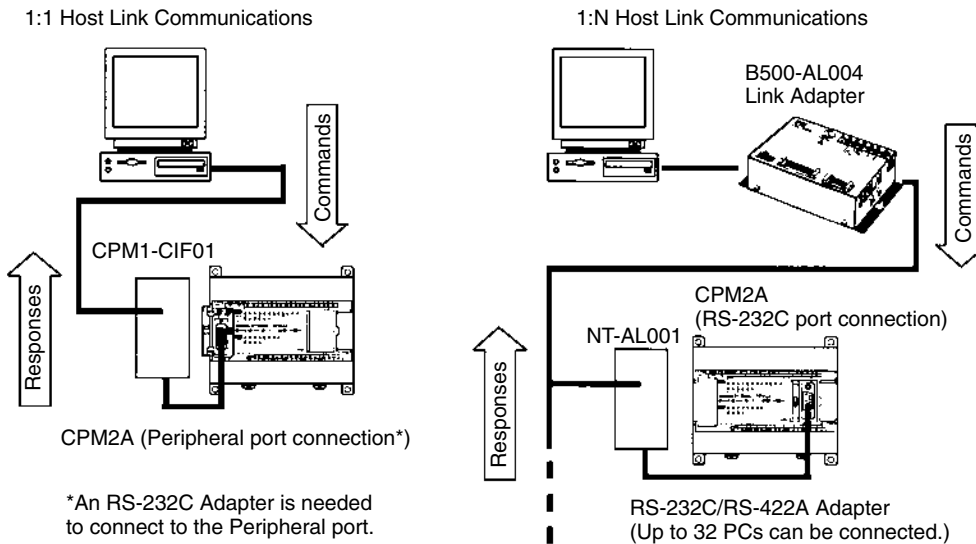 1:1 Host Link Communications
Commands
CPM1-CIF01
Responses
CPM2A (Peripheral port connection*)
*An RS-232C Adapter is needed
to connect to the Peripheral port.
1:N Host Link Communications
B500-AL004
Link Adapter
Commands
CPM2A
(RS-232C port connection)
NT-AL001
Responses
RS-232C/RS-422A Adapter
(Up to 32 PCs can be connected.)